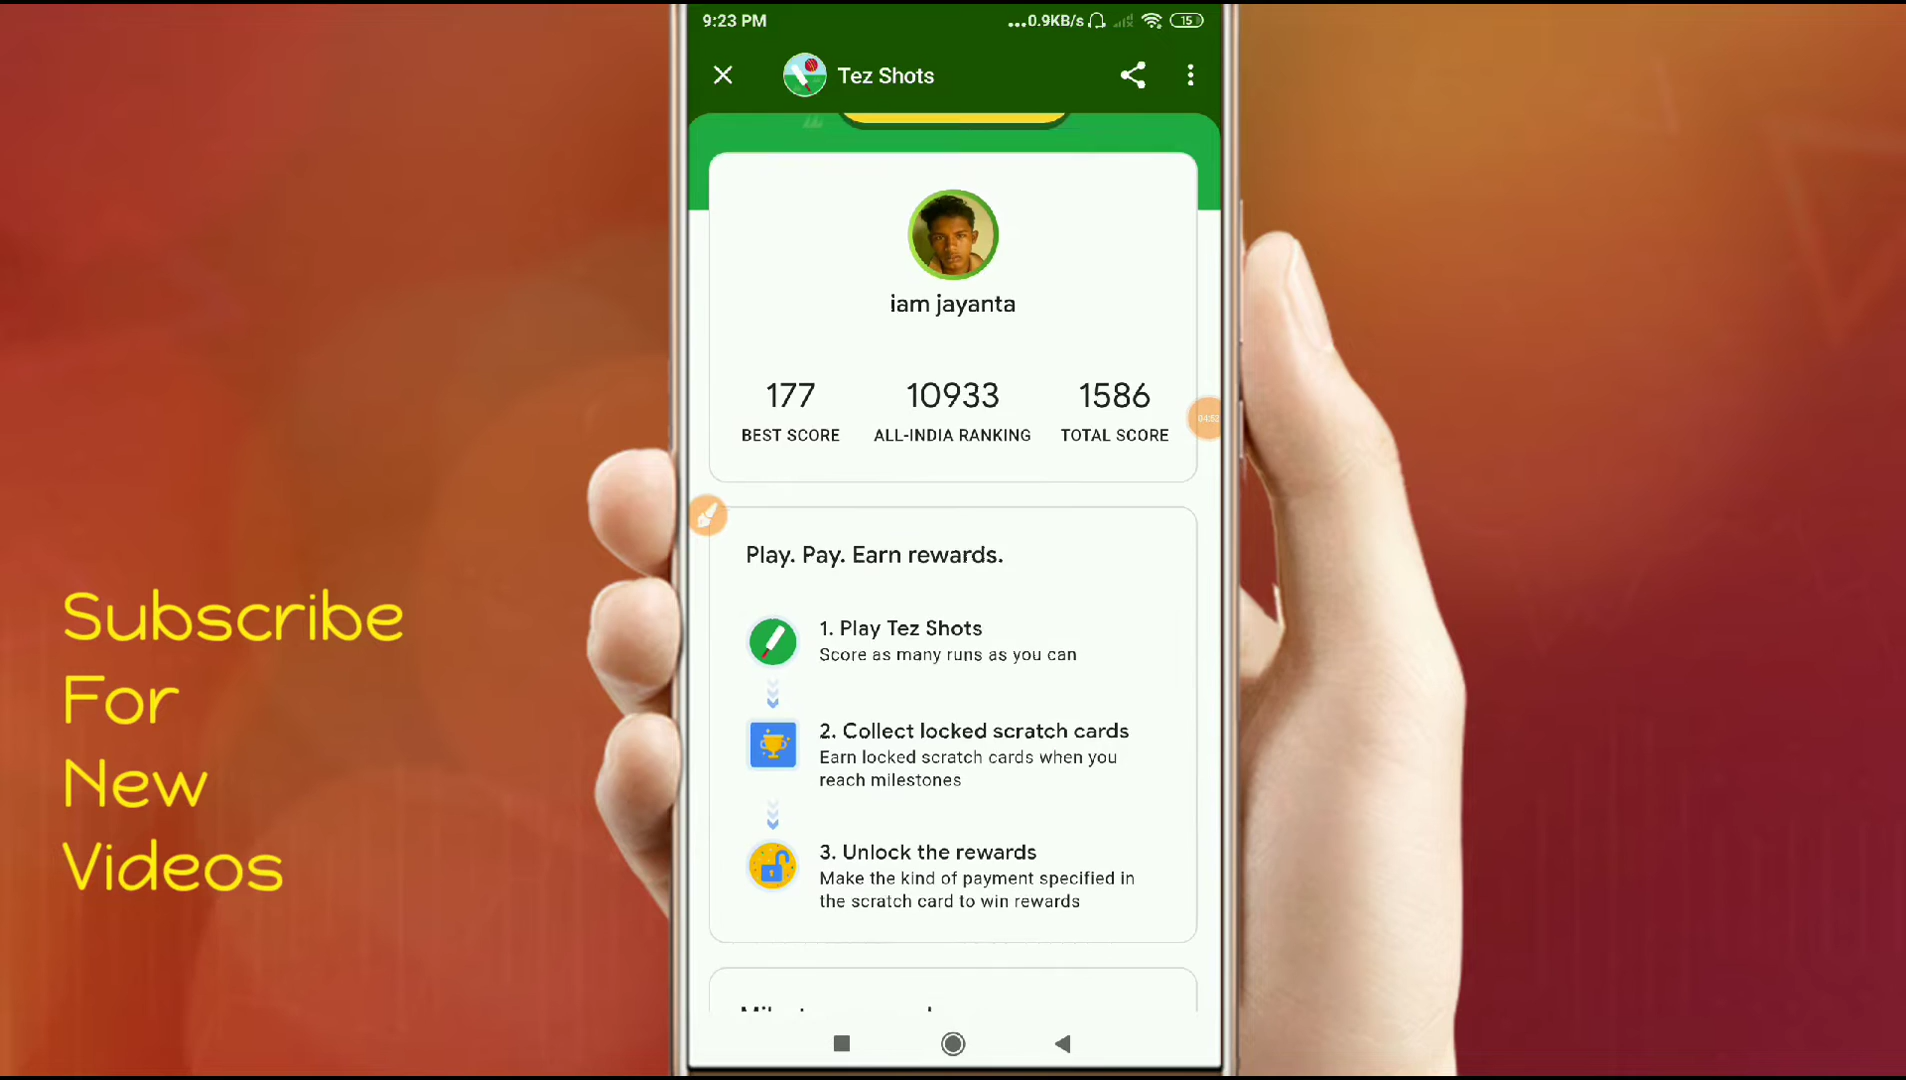 9:23 PM
...0.9KB/s
15
Tez Shots
iam jayanta
177 10933 1586
BEST SCORE ALL-INDIA RANKING TOTAL SCORE
04:52
Play. Pay. Earn rewards.
1. Play Tez Shots
Score as many runs as you can
2. Collect locked scratch cards
Earn locked scratch cards when you
reach milestones
3. Unlock the rewards
Make the kind of payment specified in
the scratch card to win rewards
Subscribe
For
New
Videos